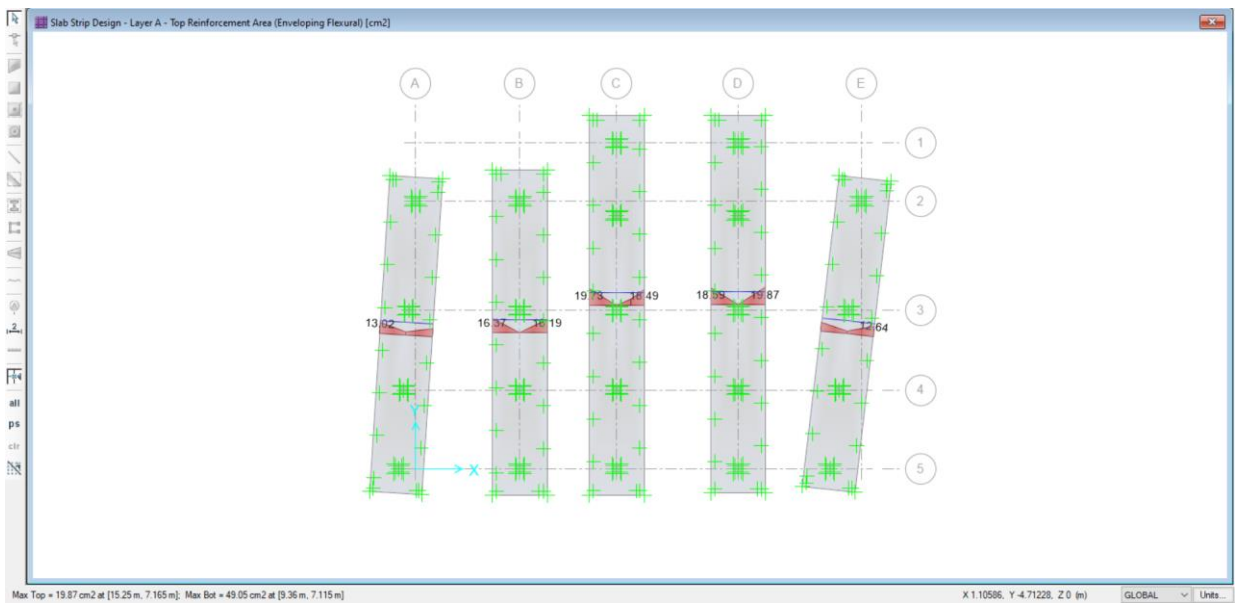 Slab Strip Design - Layer A - Top Reinforcement Area (Enveloping Flexural) [cm2]
A B C D E
1
2
19.73 18.49 18.59 19.87
3
13.02 16.37 16.19 12.64
4
all
Y
ps
clr
X
5
Max Top = 19.87 cm2 at [15.25 m, 7.165 m]; Max Bot = 49.05 cm2 at [9.36 m, 7.115 m] X 1.10586, Y -4.71228, Z 0 (m) GLOBAL Units...